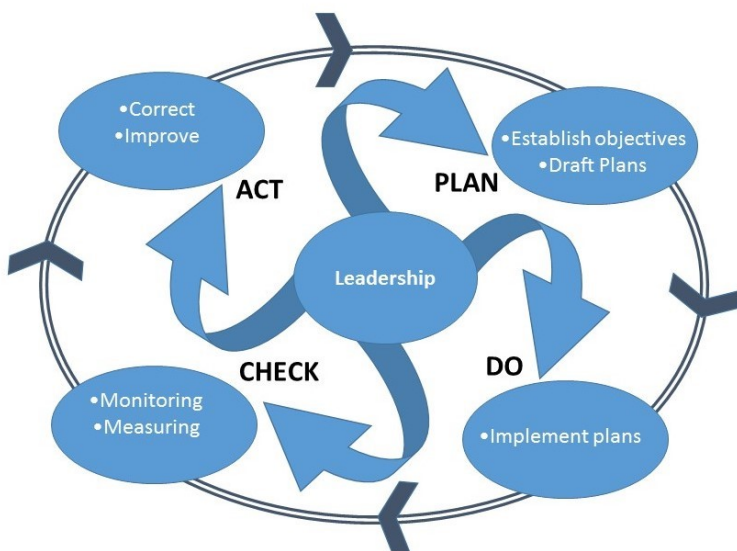 •Correct
•Improve
ACT
PLAN
•Establish objectives
•Draft Plans
Leadership
CHECK
DO
•Monitoring
•Measuring
•Implement plans